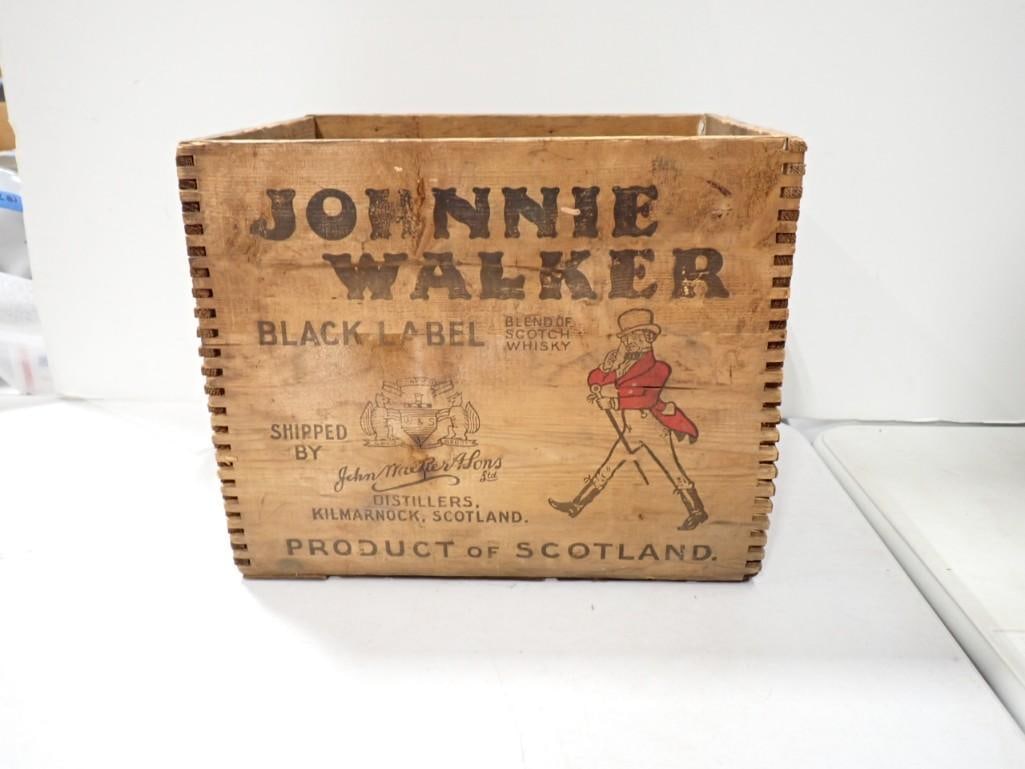 JOHNNIE
WALKER
BLACK LABEL
BLEND OF
SCOTCH
WHISKY
SHIPPED
BY
John Walker & Sons
Ltd
DISTILLERS,
KILMARNOCK, SCOTLAND.
PRODUCT OF SCOTLAND.